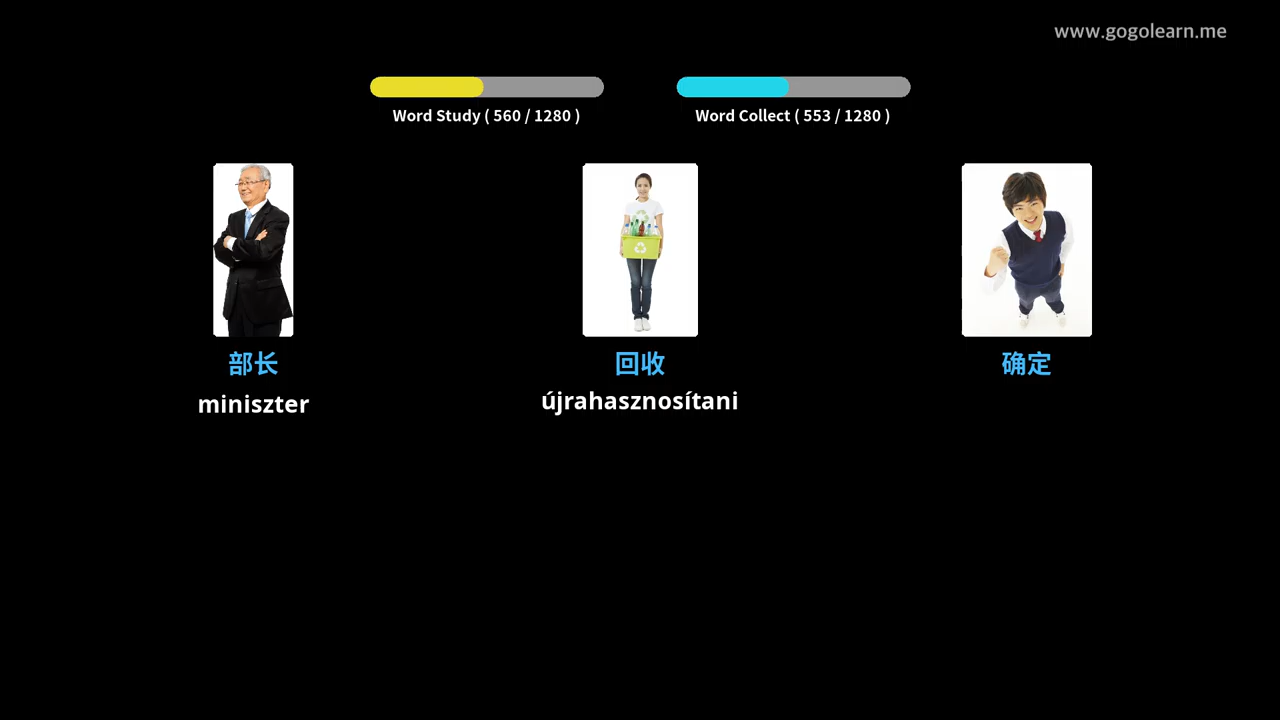 www.gogolearn.me
Word Study ( 560 / 1280 )
Word Collect ( 553 / 1280 )
部长
回收
确定
miniszter
újrahasznosítani